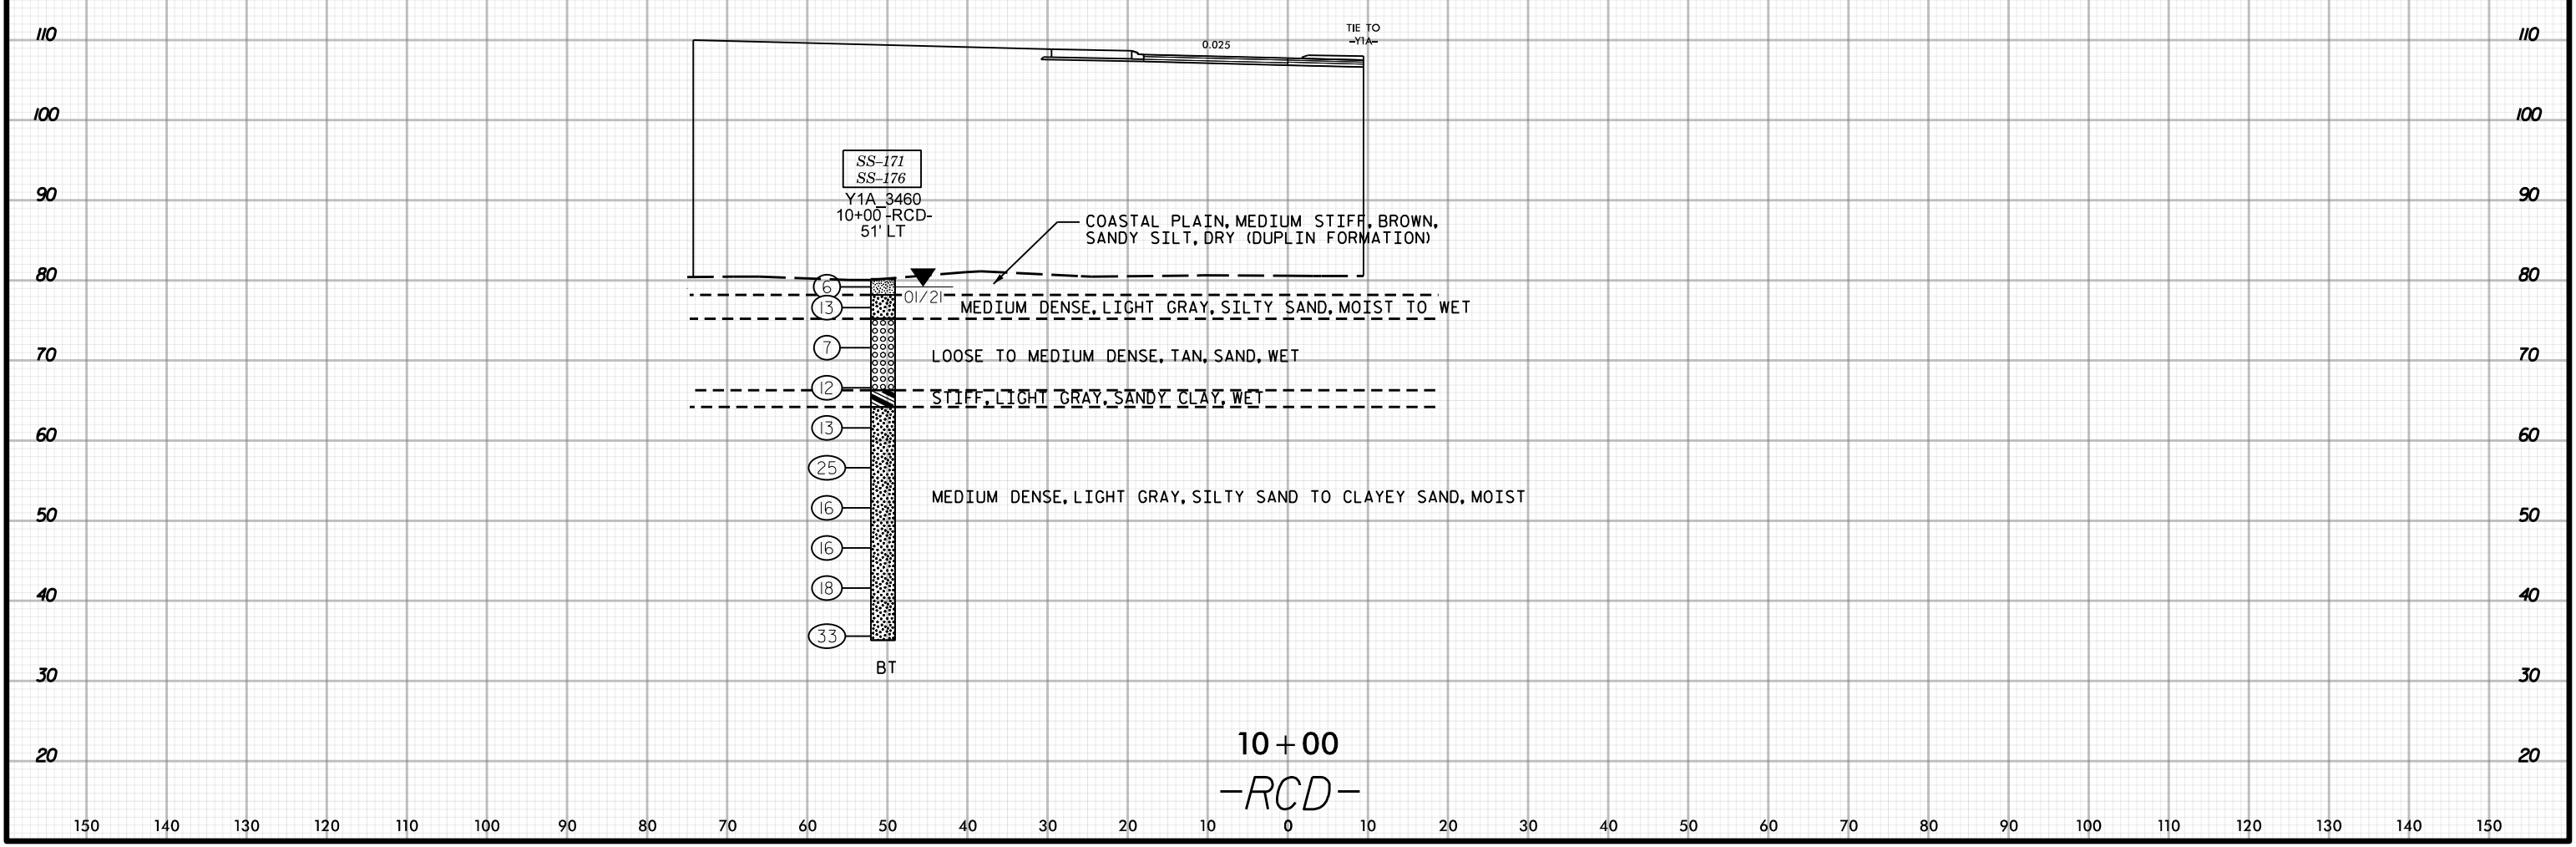 TIE TO
-Y1A-
0.025
110 110
100 100
SS-171
SS-176
90 90
Y1A_3460
10+00 -RCD-
51' LT
COASTAL PLAIN, MEDIUM STIFF, BROWN,
SANDY SILT, DRY (DUPLIN FORMATION)
80 80
6
01/21
13
MEDIUM DENSE, LIGHT GRAY, SILTY SAND, MOIST TO WET
7
LOOSE TO MEDIUM DENSE, TAN, SAND, WET
70 70
12
STIFF, LIGHT GRAY, SANDY CLAY, WET
13
60 60
25
MEDIUM DENSE, LIGHT GRAY, SILTY SAND TO CLAYEY SAND, MOIST
16
50 50
16
18
40 40
33
BT
30 30
10+00
20 20
-RCD-
150 140 130 120 110 100 90 80 70 60 50 40 30 20 10 0 10 20 30 40 50 60 70 80 90 100 110 120 130 140 150